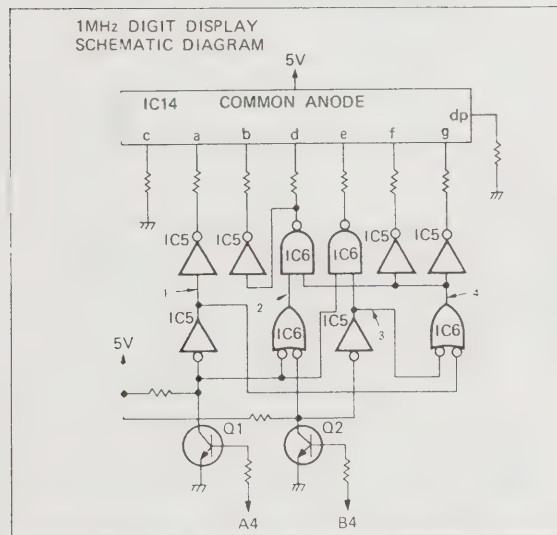 1MHz DIGIT DISPLAY
SCHEMATIC DIAGRAM
5V
IC14 COMMON ANODE
dp
c a b d e f g
IC5 IC5 IC6 IC6 IC5 IC5
1 2 4
IC5 IC6 IC5 3 IC6
5V
Q1 Q2
A4 B4